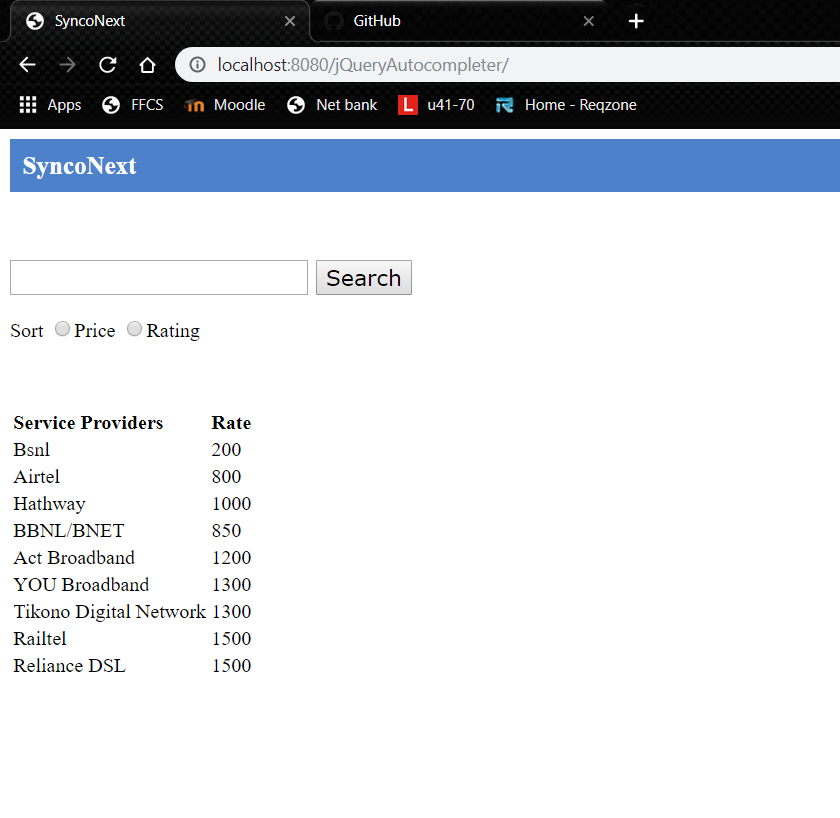 SyncoNext GitHub
localhost:8080/jQueryAutocompleter/
Apps FFCS Moodle Net bank L u41-70 Home - Reqzone
SyncoNext
Search
Sort Price Rating
Service Providers Rate
Bsnl 200
Airtel 800
Hathway 1000
BBNL/BNET 850
Act Broadband 1200
YOU Broadband 1300
Tikono Digital Network 1300
Railtel 1500
Reliance DSL 1500